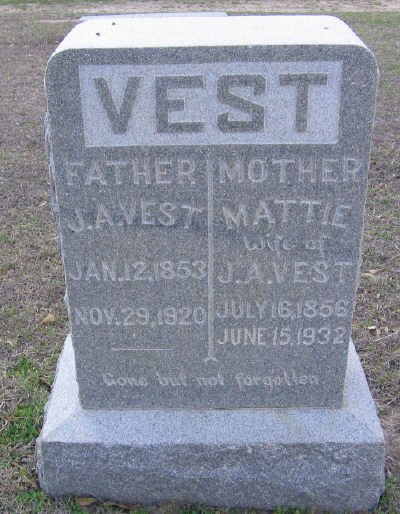 VEST
FATHER
J.A.VEST
JAN.12,1853
NOV.29,1920
MOTHER
MATTIE
Wife of
J.A.VEST
JULY 16,1856
JUNE 15,1932
Gone but not forgotten